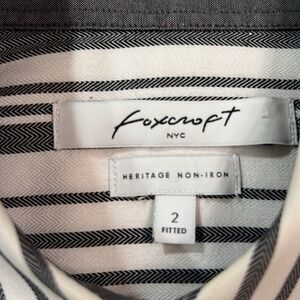 Foxcroft
NYC
HERITAGE NON-IRON
2
FITTED